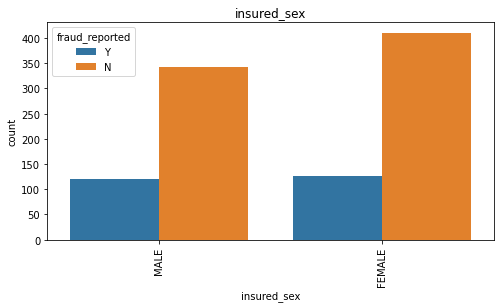 insured_sex
fraud_reported
Y
N
400
350
300
250
200
150
100
50
0
count
MALE
FEMALE
insured_sex